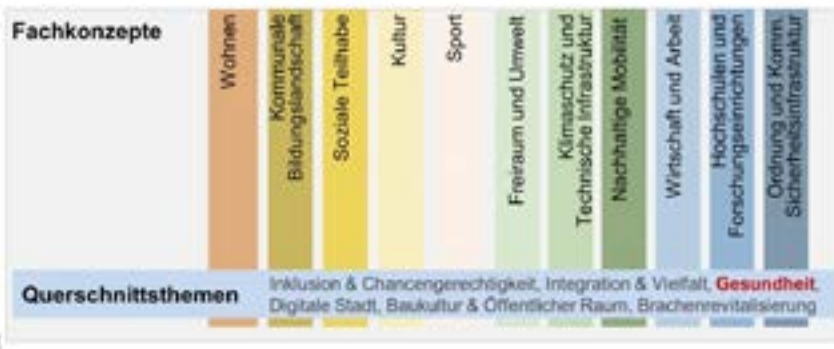 Fachkonzepte
Wohnen
Kommunale
Bildungslandschaft
Soziale Teilhabe
Kultur
Sport
Freiraum und Umwelt
Klimaschutz und
Technische Infrastruktur
Nachhaltige Mobilität
Wirtschaft und Arbeit
Hochschulen und
Forschungseinrichtungen
Ordnung und Komm.
Sicherheitsinfrastruktur
Querschnittsthemen
Inklusion & Chancengerechtigkeit, Integration & Vielfalt, Gesundheit,
Digitale Stadt, Baukultur & Öffentlicher Raum, Brachenrevitalisierung